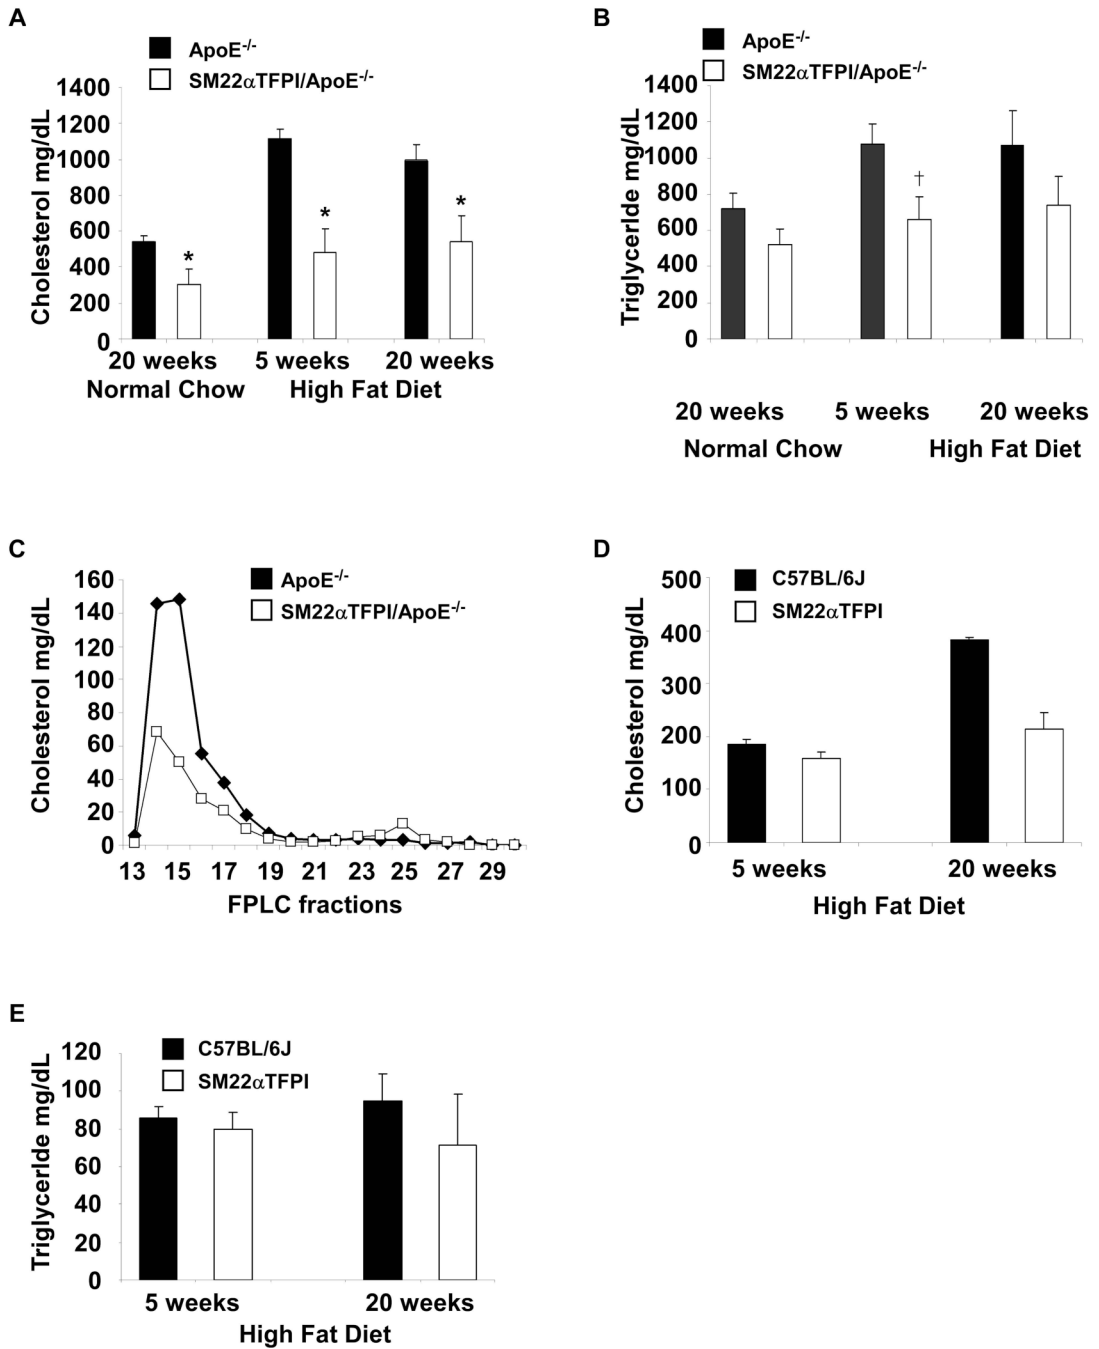 A
ApoE-/-
SM22αTFPI/ApoE-/-
Cholesterol mg/dL
1400
1200
1000
800
600
400
200
0
*
*
*
20 weeks 5 weeks 20 weeks
Normal Chow High Fat Diet
B
ApoE-/-
SM22αTFPI/ApoE-/-
Triglyceride mg/dL
1400
1200
1000
800
600
400
200
0
†
20 weeks 5 weeks 20 weeks
Normal Chow High Fat Diet
C
ApoE-/-
SM22αTFPI/ApoE-/-
Cholesterol mg/dL
160
140
120
100
80
60
40
20
0
13 15 17 19 21 23 25 27 29
FPLC fractions
D
C57BL/6J
SM22αTFPI
Cholesterol mg/dL
500
400
300
200
100
0
5 weeks 20 weeks
High Fat Diet
E
C57BL/6J
SM22αTFPI
Triglyceride mg/dL
120
100
80
60
40
20
0
5 weeks 20 weeks
High Fat Diet